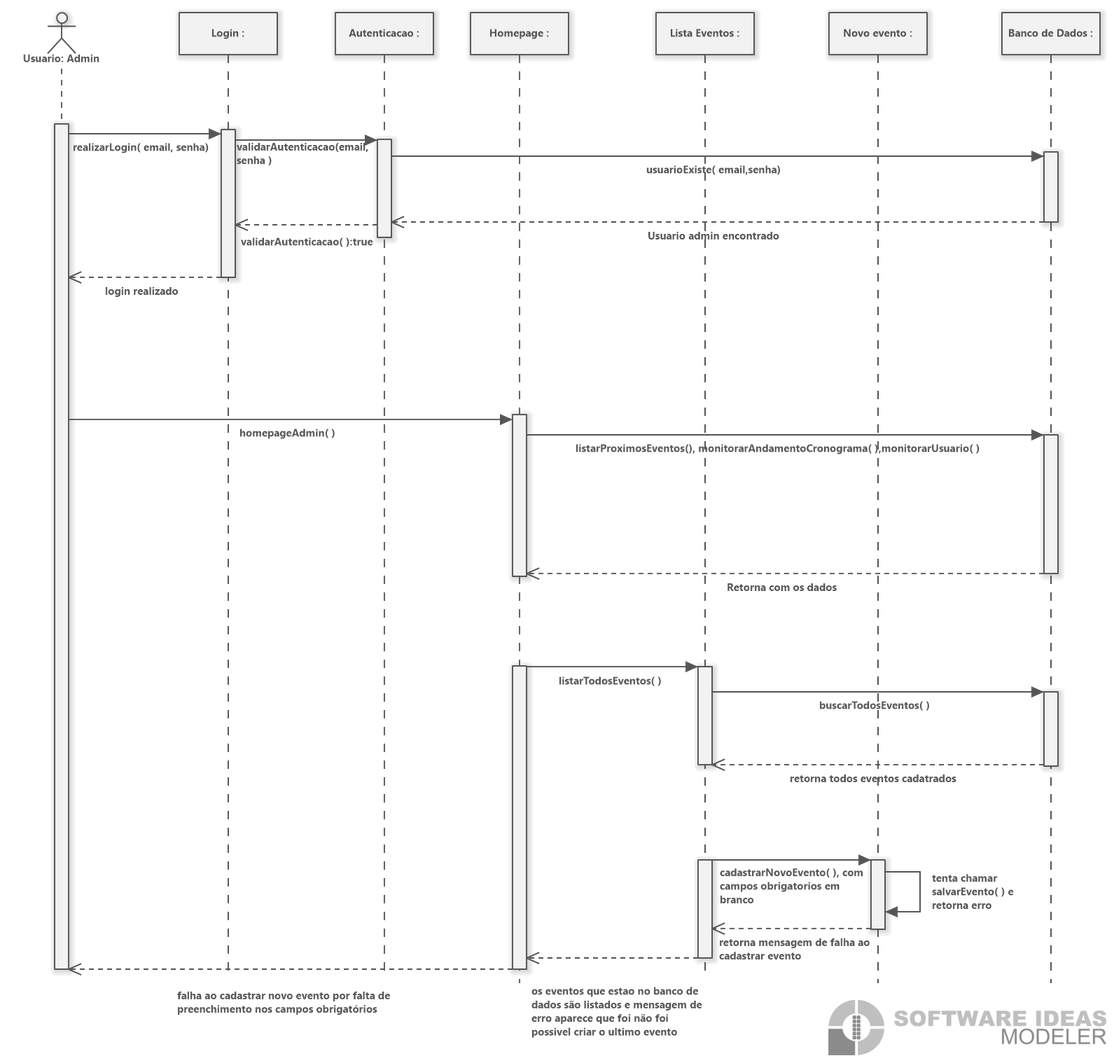 Usuario: Admin
Login :
Autenticacao :
Homepage :
Lista Eventos :
Novo evento :
Banco de Dados :
realizarLogin( email, senha)
validarAutenticacao(email,
senha )
usuarioExiste( email,senha)
validarAutenticacao( ):true
Usuario admin encontrado
login realizado
homepageAdmin( )
listarProximosEventos(), monitorarAndamentoCronograma( ),monitorarUsuario( )
Retorna com os dados
listarTodosEventos( )
buscarTodosEventos( )
retorna todos eventos cadatrados
cadastrarNovoEvento( ), com
campos obrigatorios em
branco
tenta chamar
salvarEvento( ) e
retorna erro
retorna mensagem de falha ao
cadastrar evento
falha ao cadastrar novo evento por falta de
preenchimento nos campos obrigatórios
os eventos que estao no banco de
dados são listados e mensagem de
erro aparece que foi não foi
possivel criar o ultimo evento
SOFTWARE IDEAS
MODELER